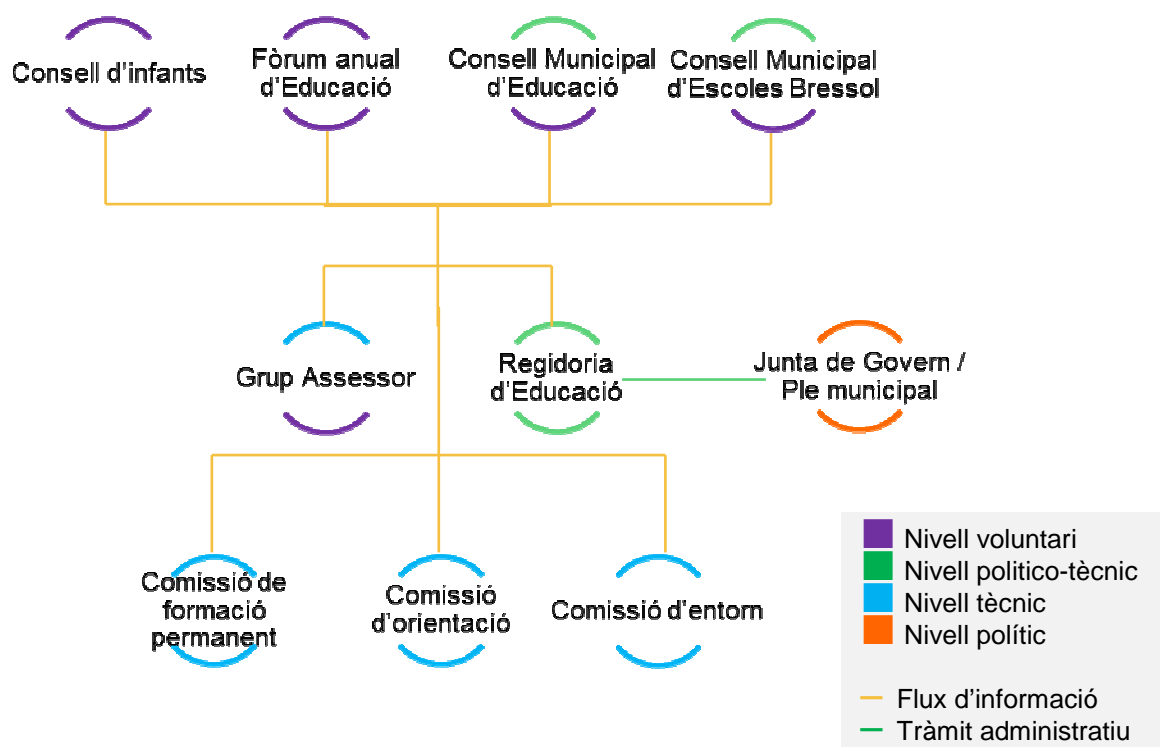 Consell d'infants
Fòrum anual
d'Educació
Consell Municipal
d'Educació
Consell Municipal
d'Escoles Bressol
Grup Assessor
Regidoria
d'Educació
Junta de Govern /
Ple municipal
Comissió de
formació
permanent
Comissió
d'orientació
Comissió d'entorn
Nivell voluntari
Nivell politico-tècnic
Nivell tècnic
Nivell polític
Flux d'informació
Tràmit administratiu